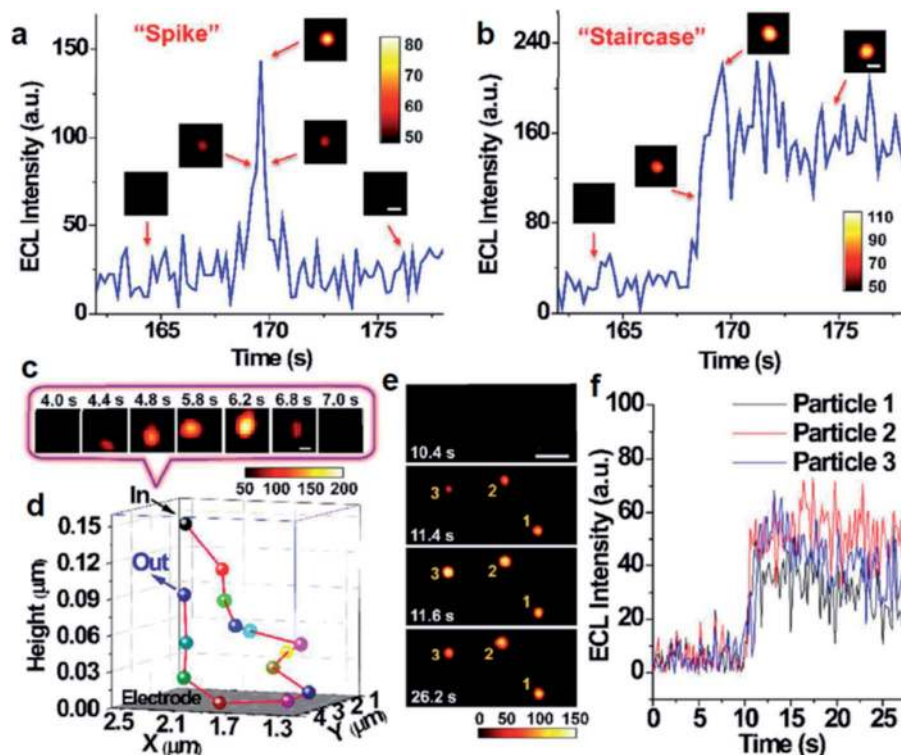 a
"Spike"
ECL Intensity (a.u.)
150
100
50
0
80
70
60
50
165
170
175
Time (s)
b
"Staircase"
ECL Intensity (a.u.)
240
160
80
0
110
90
70
50
165
170
175
Time (s)
c
4.0 s 4.4 s 4.8 s 5.8 s 6.2 s 6.8 s 7.0 s
50 100 150 200
d
In
Out
Height (μm)
0.15
0.12
0.09
0.06
0.03
0.00
Electrode
2.5 2.1 1.7 1.3
X (μm)
4 3 2 1
Y (μm)
e
10.4 s
3 2 1
11.4 s
3 2 1
11.6 s
3 2 1
26.2 s
0 50 100 150
f
Particle 1
Particle 2
Particle 3
ECL Intensity (a.u.)
100
80
60
40
20
0
0 5 10 15 20 25
Time (s)